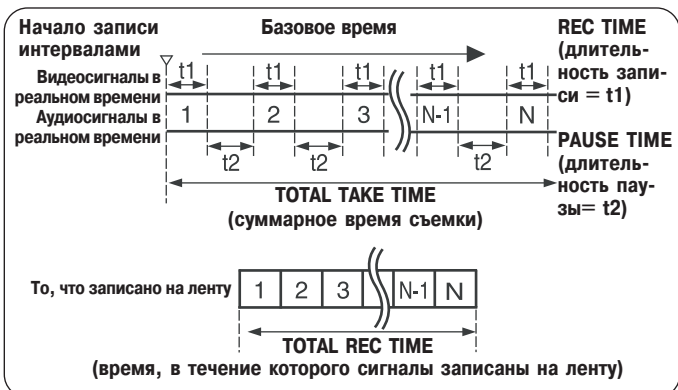 Начало записи интервалами
Базовое время
REC TIME
(длитель-
ность запи-
си = t1)
t1 t1 t1 t1 t1
Видеосигналы в
реальном времени
Аудиосигналы в
реальном времени
1 2 3 N-1 N
t2 t2 t2
PAUSE TIME
(длитель-
ность пау-
зы= t2)
TOTAL TAKE TIME
(суммарное время съемки)
То, что записано на ленту
1 2 3 N-1 N
TOTAL REC TIME
(время, в течение которого сигналы записаны на ленту)